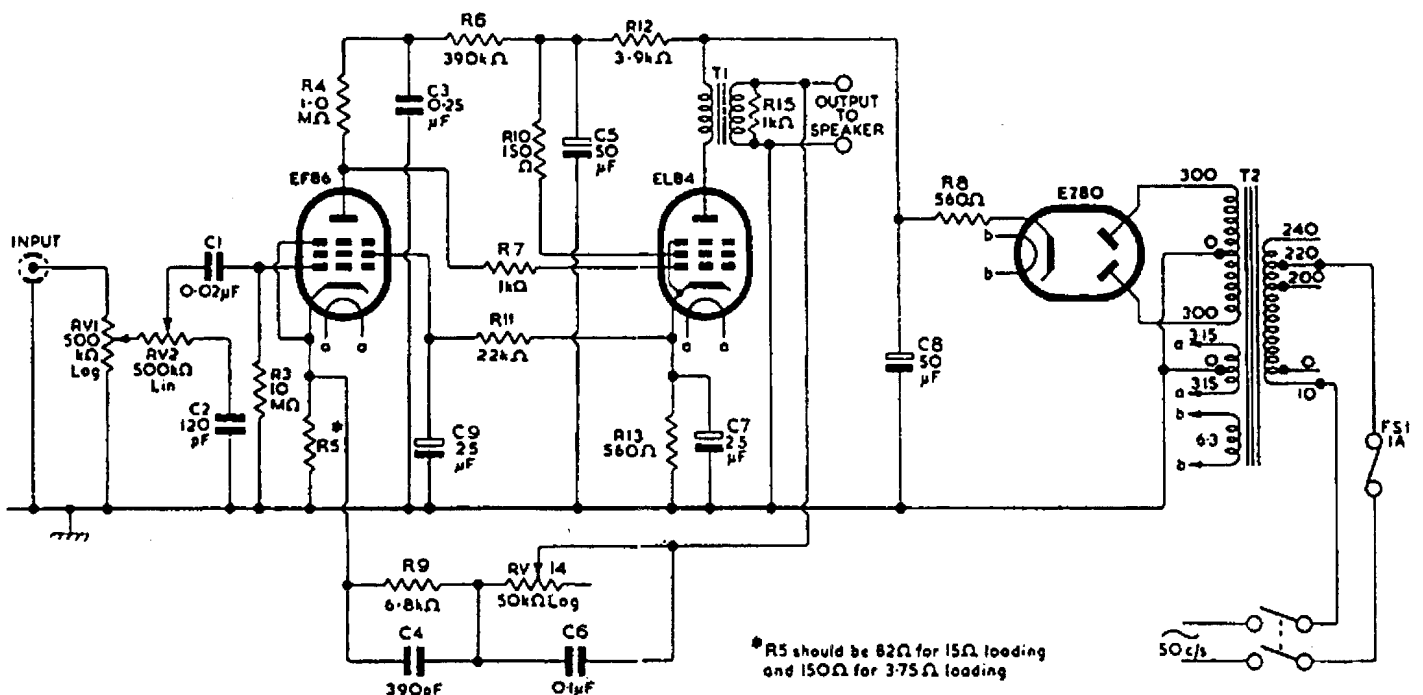 R6
390kΩ
R12
3·9kΩ
R4
1·0
MΩ
C3
0·25
μF
R10
150
Ω
C5
50
μF
T1
R15
1kΩ
OUTPUT
TO
SPEAKER
EF86
EL84
R8
560Ω
EZ80
300
T2
INPUT
C1
0·02μF
R7
1kΩ
b
b
0
240
220
200
RV1
500
kΩ
Log
RV2
500kΩ
Lin
a
a
R11
22kΩ
a
a
C8
50
μF
300
3·15
a
0
3·15
a
b
6·3
b
0
10
R3
10
MΩ
C2
120
pF
R5*
C9
25
μF
R13
560Ω
C7
25
μF
FS1
1A
R9
6·8kΩ
RV 14
50kΩLog
C4
390pF
C6
0·1μF
*R5 should be 82Ω for 15Ω loading
and 150Ω for 3·75Ω loading
50c/s